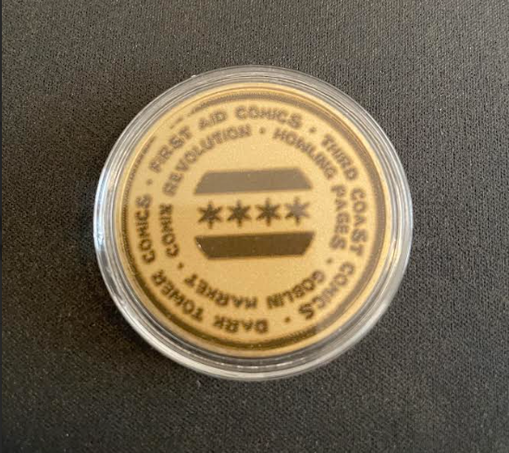 FIRST AID COMICS • THIRD COAST COMICS • DARK TOWER COMICS •
COMIX REVOLUTION • HOWLING PAGES • GOBLIN MARKET •